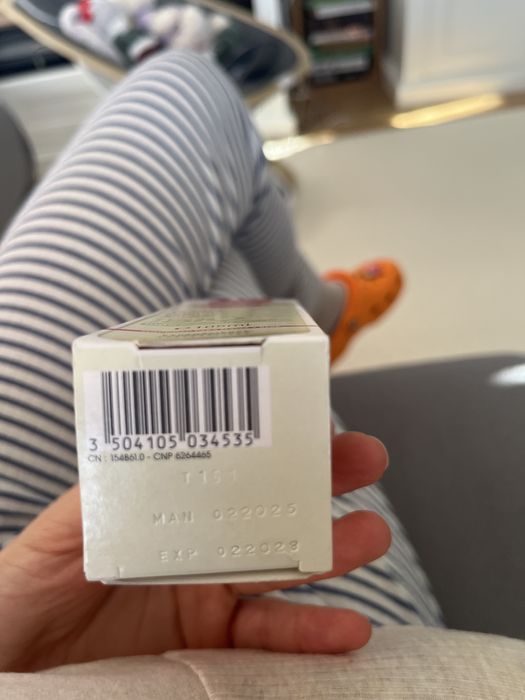 3 504105 034535
CN : 154861.0 - CNP 6264465
T151
MAN 022025
EXP 022028